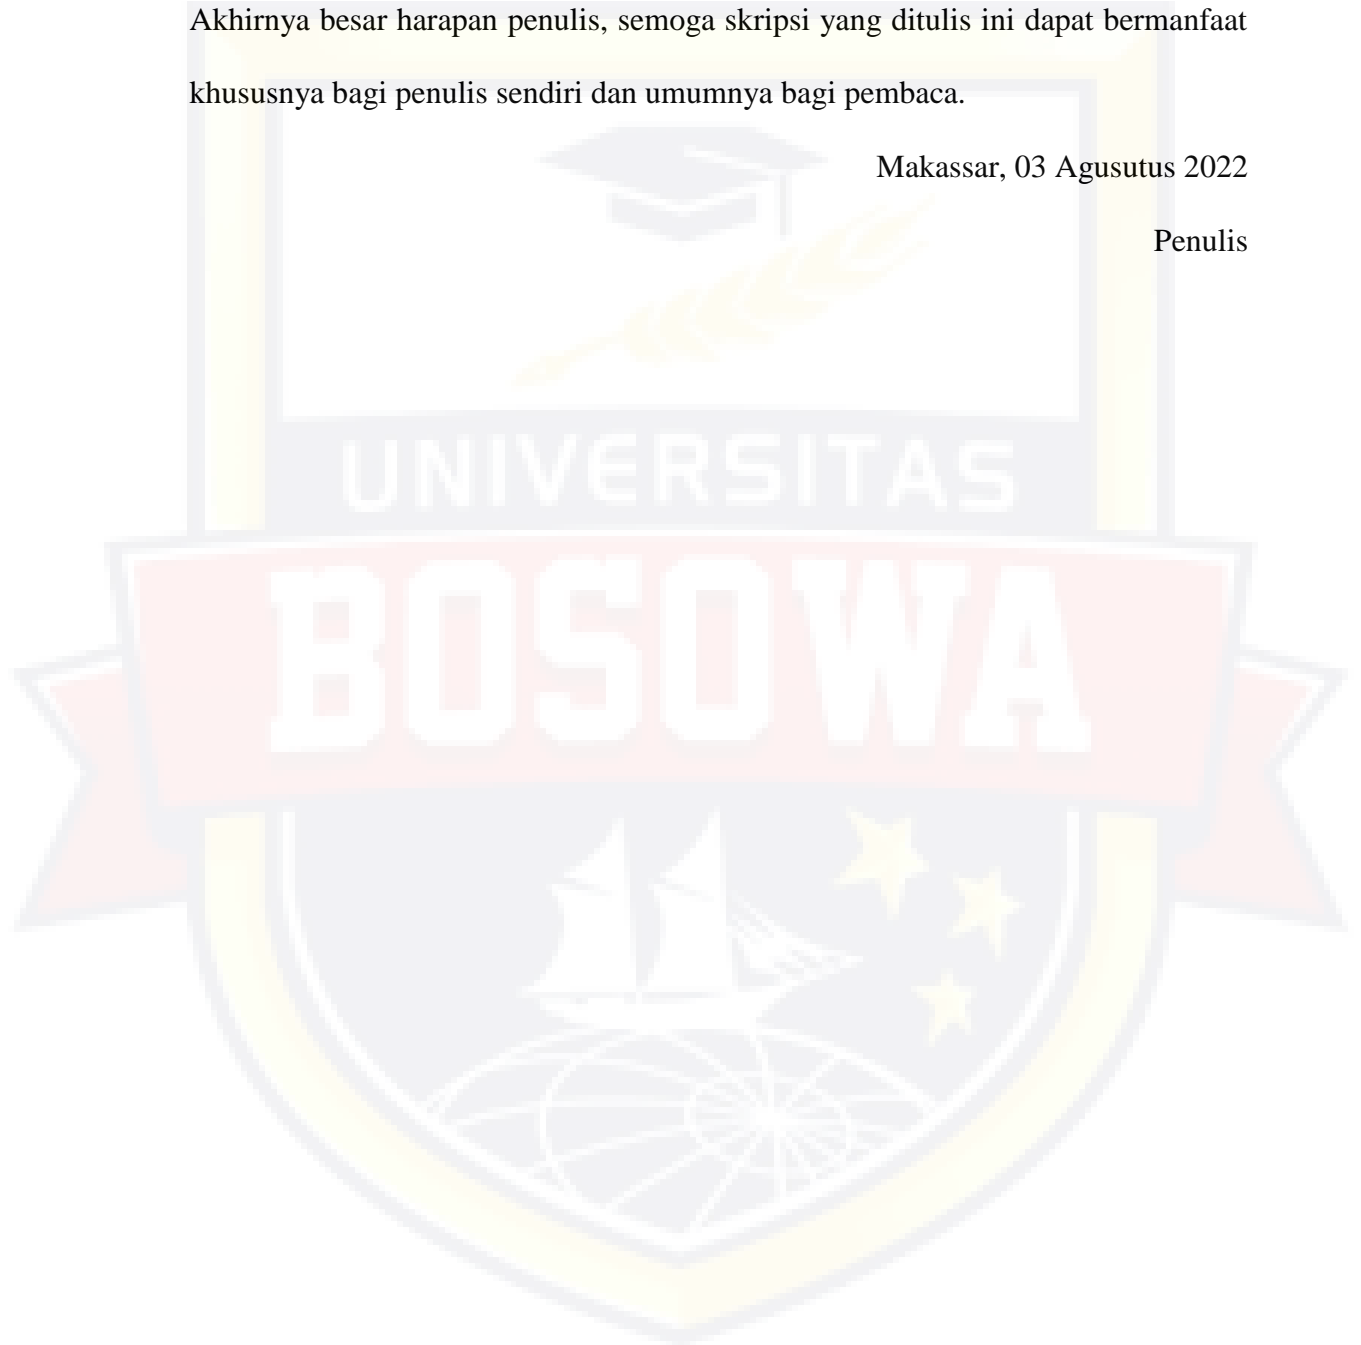 Akhirnya besar harapan penulis, semoga skripsi yang ditulis ini dapat bermanfaat
khususnya bagi penulis sendiri dan umumnya bagi pembaca.
Makassar, 03 Agusutus 2022
Penulis
UNIVERSITAS
BOSOWA